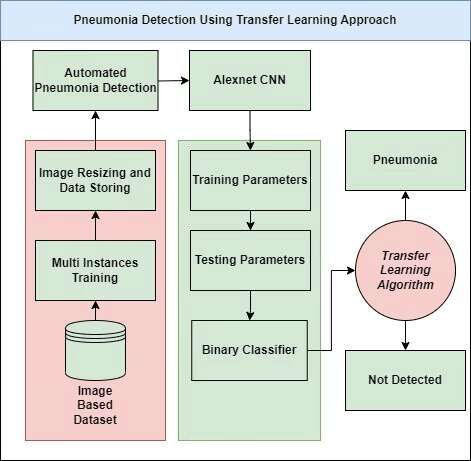 Pneumonia Detection Using Transfer Learning Approach
Automated
Pneumonia Detection
Alexnet CNN
Image Resizing and
Data Storing
Multi Instances
Training
Image
Based
Dataset
Training Parameters
Testing Parameters
Binary Classifier
Pneumonia
Transfer
Learning
Algorithm
Not Detected